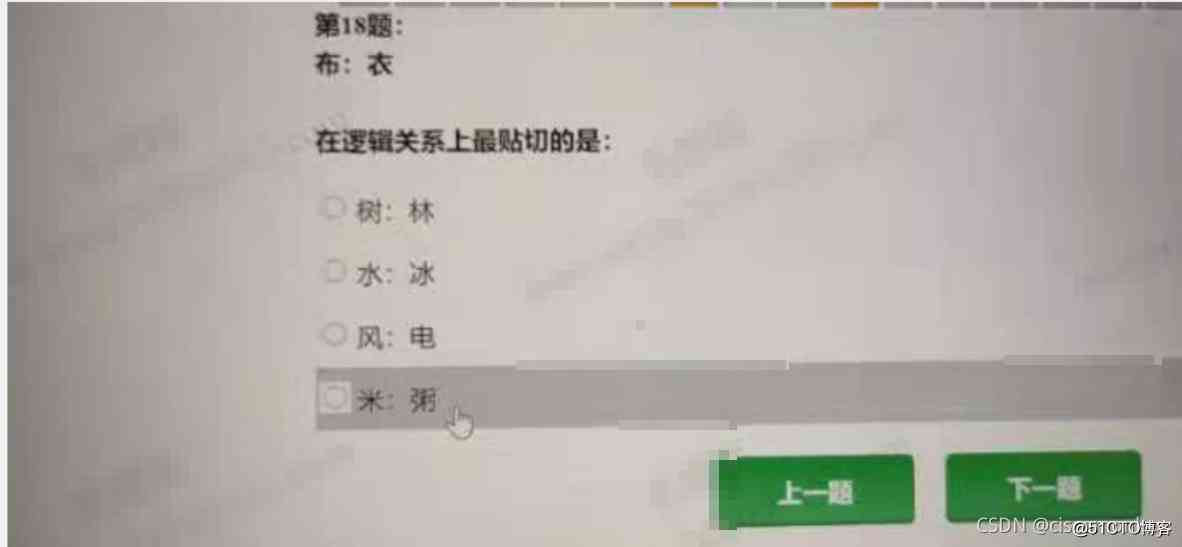 第18题：
布：衣
在逻辑关系上最贴切的是：
树：林
水：冰
风：电
米：粥
上一题
下一题
CSDN
@51CTO博客